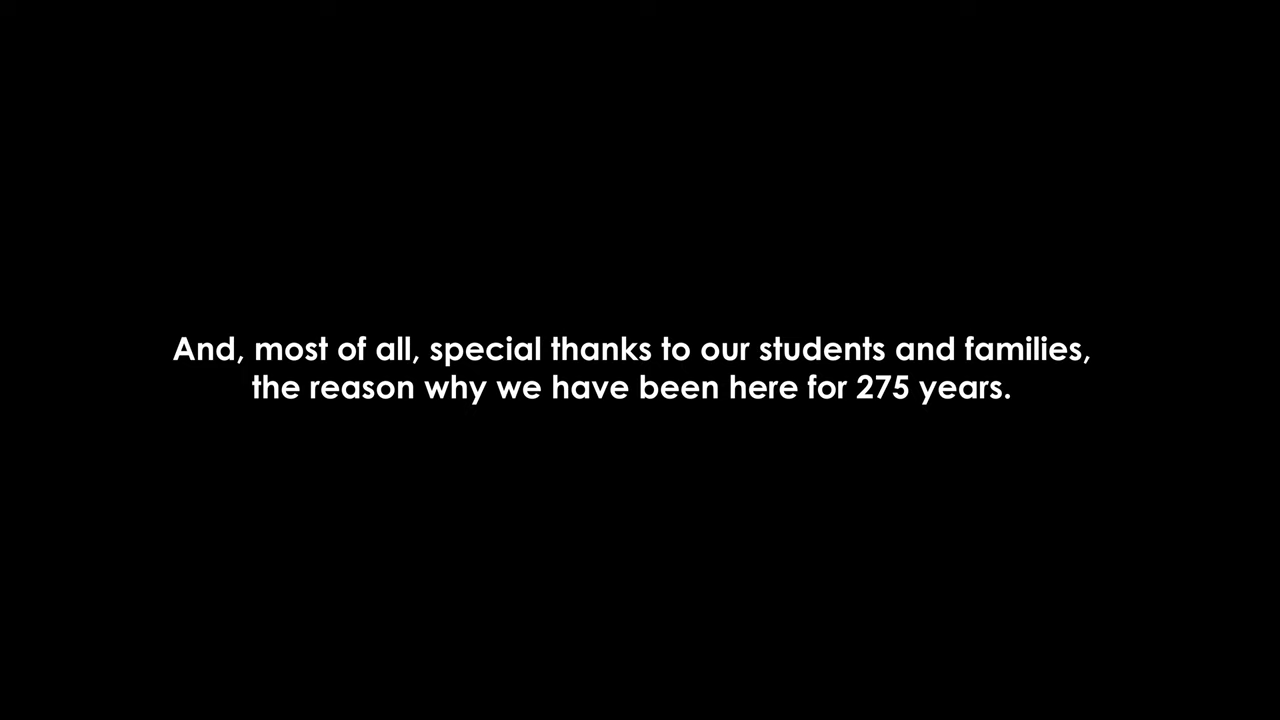 And, most of all, special thanks to our students and families,
the reason why we have been here for 275 years.